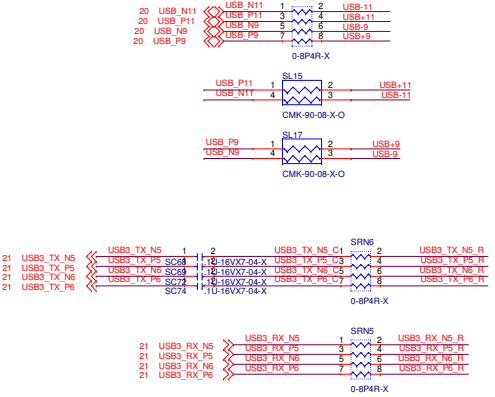 20 USB_N11 USB_N11 1 2 USB-11
20 USB_P11 USB_P11 3 4 USB+11
20 USB_N9 USB_N9 5 6 USB-9
20 USB_P9 USB_P9 7 8 USB+9
0-8P4R-X
SL15
USB_P11 1 2 USB+11
USB_N11 4 3 USB-11
CMK-90-08-X-O
SL17
USB_P9 1 2 USB+9
USB_N9 4 3 USB-9
CMK-90-08-X-O
SRN6
21 USB3_TX_N5 USB3_TX_N5 1 2 USB3_TX_N5_C 1 2 USB3_TX_N5_R
21 USB3_TX_P5 USB3_TX_P5 SC68 .1U-16VX7-04-X USB3_TX_P5_C 3 4 USB3_TX_P5_R
21 USB3_TX_N6 USB3_TX_N6 SC69 .1U-16VX7-04-X USB3_TX_N6_C 5 6 USB3_TX_N6_R
21 USB3_TX_P6 USB3_TX_P6 SC72 .1U-16VX7-04-X USB3_TX_P6_C 7 8 USB3_TX_P6_R
SC74 .1U-16VX7-04-X
0-8P4R-X
SRN5
21 USB3_RX_N5 USB3_RX_N5 1 2 USB3_RX_N5_R
21 USB3_RX_P5 USB3_RX_P5 3 4 USB3_RX_P5_R
21 USB3_RX_N6 USB3_RX_N6 5 6 USB3_RX_N6_R
21 USB3_RX_P6 USB3_RX_P6 7 8 USB3_RX_P6_R
0-8P4R-X